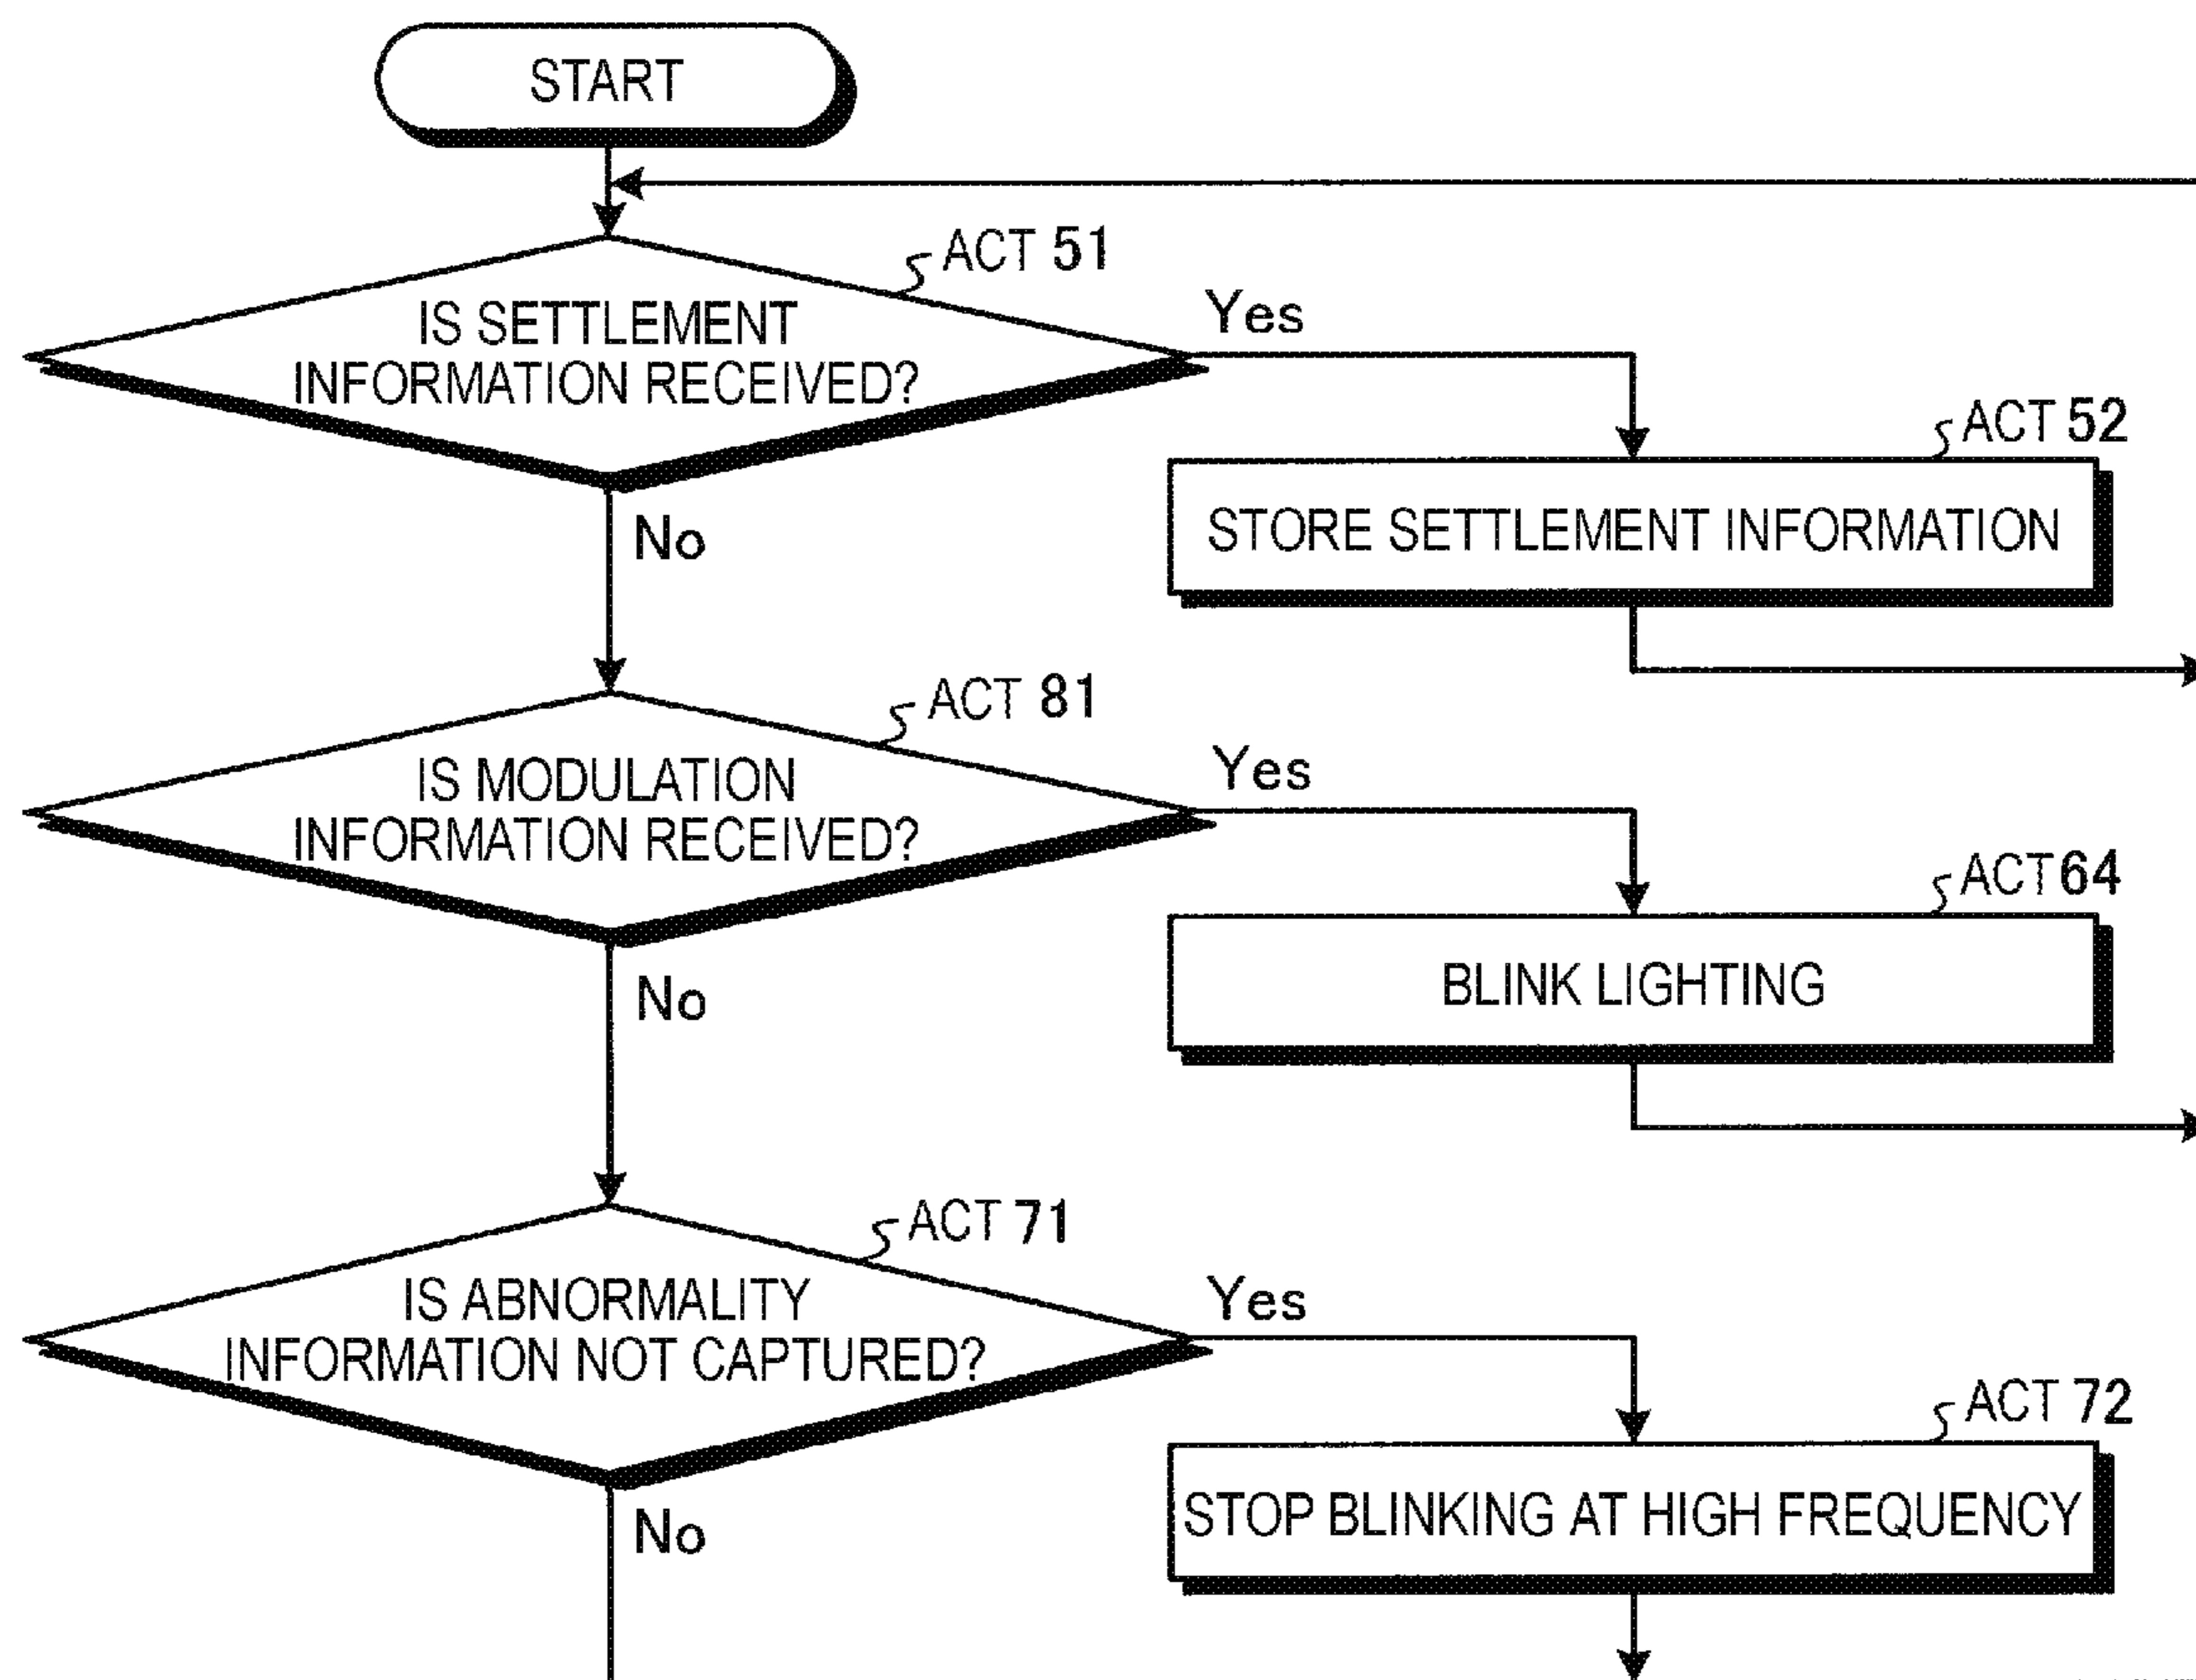 START
ACT 51
IS SETTLEMENT
INFORMATION RECEIVED?
Yes
No
ACT 52
STORE SETTLEMENT INFORMATION
ACT 81
IS MODULATION
INFORMATION RECEIVED?
Yes
No
ACT 64
BLINK LIGHTING
ACT 71
IS ABNORMALITY
INFORMATION NOT CAPTURED?
Yes
No
ACT 72
STOP BLINKING AT HIGH FREQUENCY